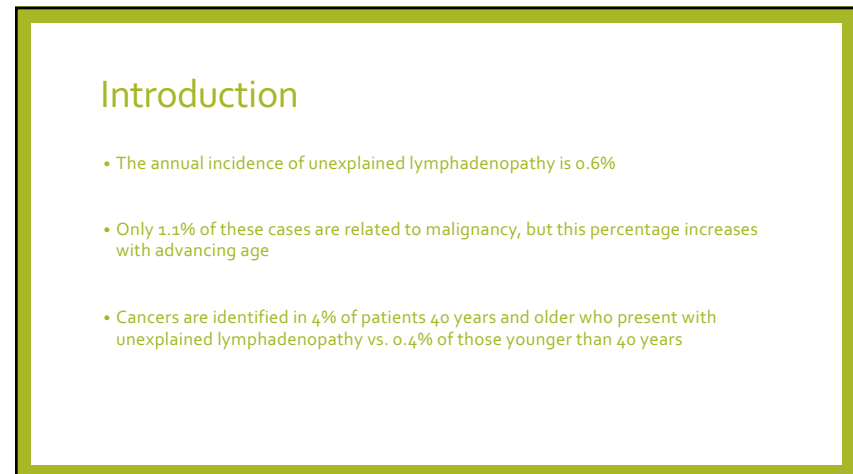 Introduction
• The annual incidence of unexplained lymphadenopathy is 0.6%
• Only 1.1% of these cases are related to malignancy, but this percentage increases
with advancing age
• Cancers are identified in 4% of patients 40 years and older who present with
unexplained lymphadenopathy vs. 0.4% of those younger than 40 years